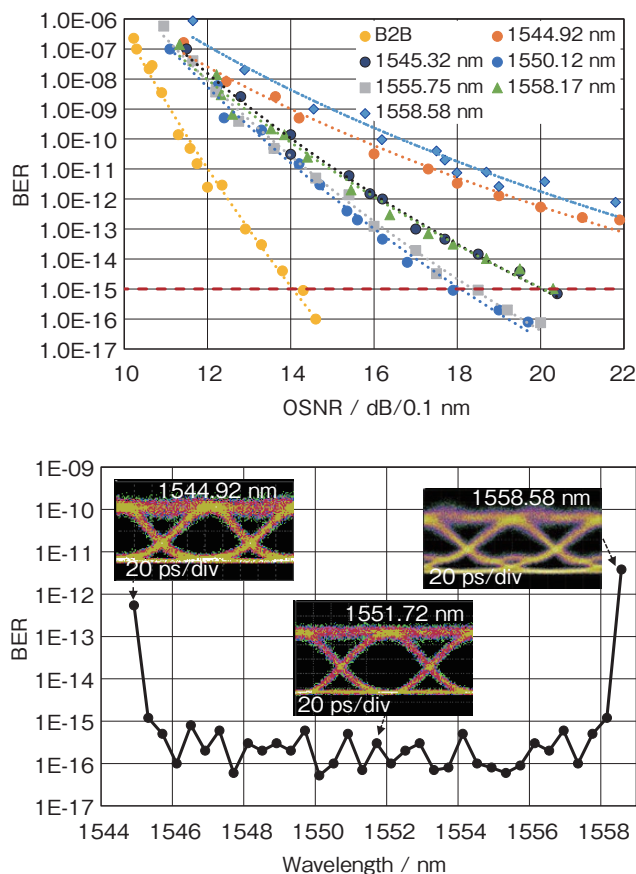 1.0E-06
1.0E-07
1.0E-08
1.0E-09
1.0E-10
1.0E-11
1.0E-12
1.0E-13
1.0E-14
1.0E-15
1.0E-16
1.0E-17
BER
B2B
1544.92 nm
1545.32 nm
1550.12 nm
1555.75 nm
1558.17 nm
1558.58 nm
10 12 14 16 18 20 22
OSNR / dB/0.1 nm
1E-09
1E-10
1E-11
1E-12
1E-13
1E-14
1E-15
1E-16
1E-17
BER
1544.92 nm
20 ps/div
1558.58 nm
20 ps/div
1551.72 nm
20 ps/div
1544 1546 1548 1550 1552 1554 1556 1558
Wavelength / nm